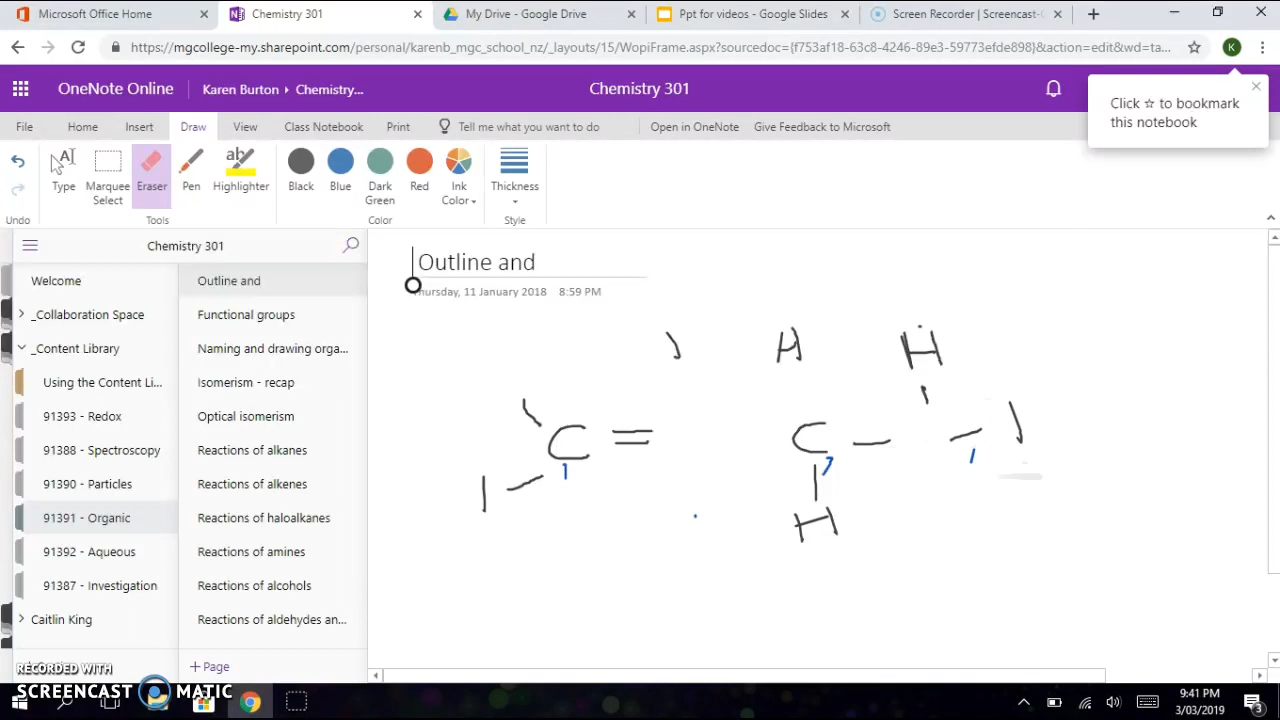 Microsoft Office Home
Chemistry 301
My Drive - Google Drive
Ppt for videos - Google Slides
Screen Recorder | Screencast-O
https://mgcollege-my.sharepoint.com/personal/karenb_mgc_school_nz/_layouts/15/WopiFrame.aspx?sourcedoc={f753af18-63c8-4246-89e3-59773efde898}&action=edit&wd=ta...
K
OneNote Online
Karen Burton › Chemistry...
Chemistry 301
Click ☆ to bookmark
this notebook
File
Home
Insert
Draw
View
Class Notebook
Print
Tell me what you want to do
Open in OneNote
Give Feedback to Microsoft
Type
Marquee
Select
Eraser
Pen
Highlighter
Black
Blue
Dark
Green
Red
Ink
Color
Thickness
Undo
Tools
Color
Style
Chemistry 301
Welcome
_Collaboration Space
_Content Library
Using the Content Li...
91393 - Redox
91388 - Spectroscopy
91390 - Particles
91391 - Organic
91392 - Aqueous
91387 - Investigation
Caitlin King
Outline and
Functional groups
Naming and drawing orga...
Isomerism - recap
Optical isomerism
Reactions of alkanes
Reactions of alkenes
Reactions of haloalkanes
Reactions of amines
Reactions of alcohols
Reactions of aldehydes an...
+ Page
Outline and
hursday, 11 January 2018 8:59 PM
H H
C = C —
H
RECORDED WITH
SCREENCAST MATIC
9:41 PM
3/03/2019
3